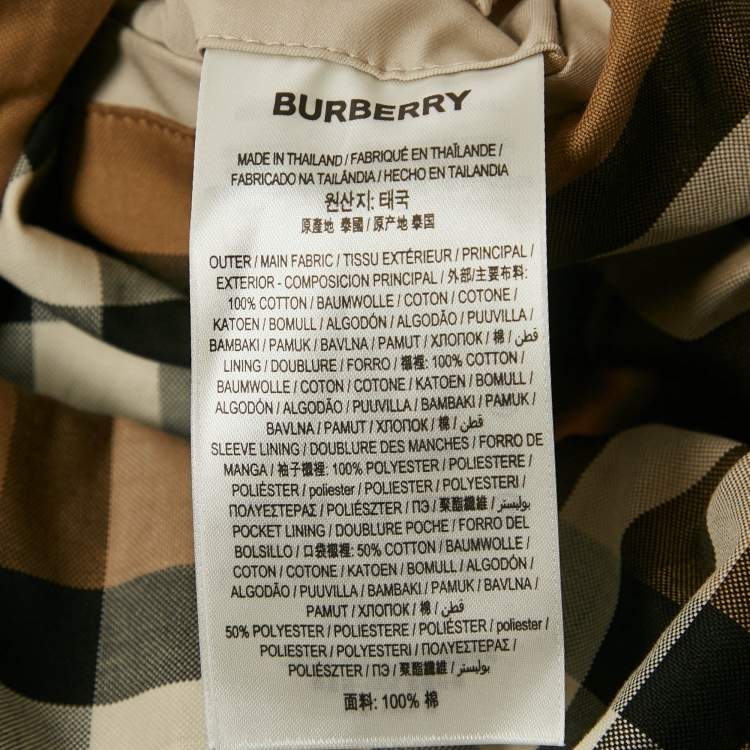 BURBERRY
MADE IN THAILAND / FABRIQUÉ EN THAÏLANDE /
FABRICADO NA TAILÂNDIA / HECHO EN TAILANDIA
원산지: 태국
原產地 泰國 / 原产地 泰国
OUTER / MAIN FABRIC / TISSU EXTÉRIEUR / PRINCIPAL /
EXTERIOR - COMPOSICION PRINCIPAL / 外部/主要布料:
100% COTTON / BAUMWOLLE / COTON / COTONE /
KATOEN / BOMULL / ALGODÓN / ALGODÃO / PUUVILLA /
BAMBAKI / PAMUK / BAVLNA / PAMUT / ХЛОПОК / 棉 / قطن /
LINING / DOUBLURE / FORRO / 襯裡: 100% COTTON /
BAUMWOLLE / COTON / COTONE / KATOEN / BOMULL /
ALGODÓN / ALGODÃO / PUUVILLA / BAMBAKI / PAMUK /
BAVLNA / PAMUT / ХЛОПОК / 棉 / قطن /
SLEEVE LINING / DOUBLURE DES MANCHES / FORRO DE
MANGA / 袖子襯裡: 100% POLYESTER / POLIESTERE /
POLIÉSTER / poliester / POLIESTER / POLYESTERI /
ΠΟΛΥΕΣΤΕΡΑΣ / POLIÉSZTER / ПЭ / 聚酯纖維 / بوليستر /
POCKET LINING / DOUBLURE POCHE / FORRO DEL
BOLSILLO / 口袋襯裡: 50% COTTON / BAUMWOLLE /
COTON / COTONE / KATOEN / BOMULL / ALGODÓN /
ALGODÃO / PUUVILLA / BAMBAKI / PAMUK / BAVLNA /
PAMUT / ХЛОПОК / 棉 / قطن /
50% POLYESTER / POLIESTERE / POLIÉSTER / poliester /
POLIESTER / POLYESTERI / ΠΟΛΥΕΣΤΕΡΑΣ /
POLIÉSZTER / ПЭ / 聚酯纖維 / بوليستر /
面料: 100% 棉